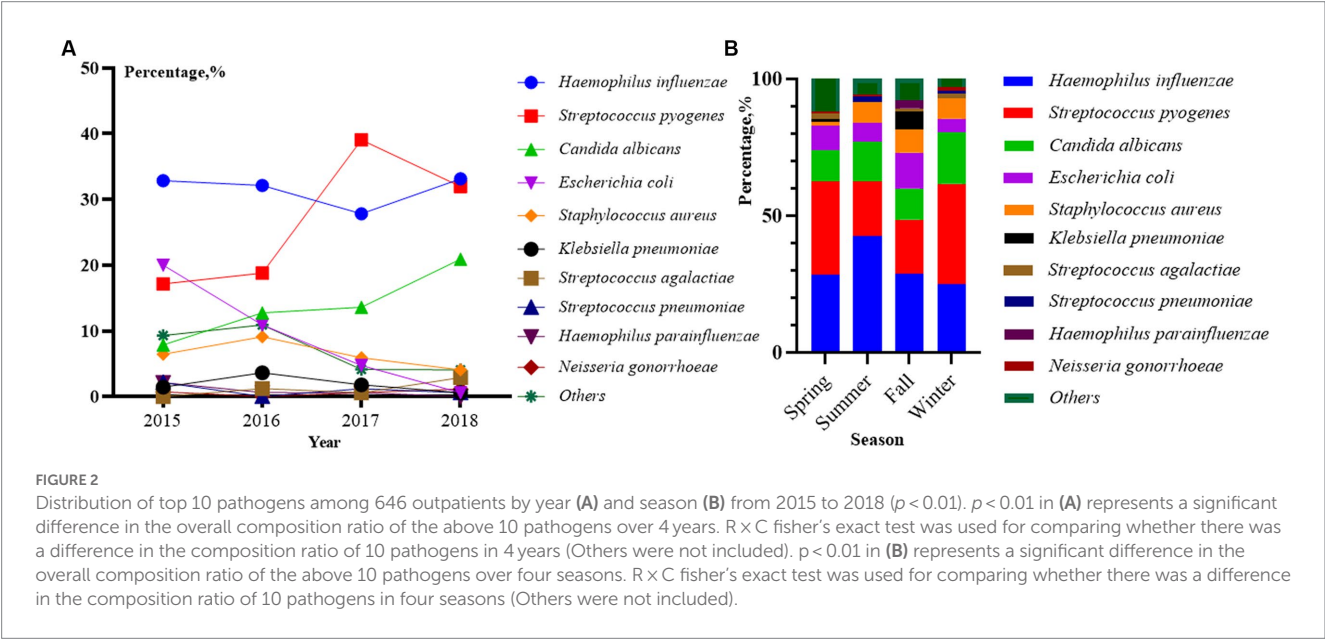 A
Percentage,%
50
40
30
20
10
0
2015 2016 2017 2018
Year
Haemophilus influenzae
Streptococcus pyogenes
Candida albicans
Escherichia coli
Staphylococcus aureus
Klebsiella pneumoniae
Streptococcus agalactiae
Streptococcus pneumoniae
Haemophilus parainfluenzae
Neisseria gonorrhoeae
Others
B
Percentage,%
100
50
0
Spring Summer Fall Winter
Season
Haemophilus influenzae
Streptococcus pyogenes
Candida albicans
Escherichia coli
Staphylococcus aureus
Klebsiella pneumoniae
Streptococcus agalactiae
Streptococcus pneumoniae
Haemophilus parainfluenzae
Neisseria gonorrhoeae
Others
FIGURE 2
Distribution of top 10 pathogens among 646 outpatients by year (A) and season (B) from 2015 to 2018 (p < 0.01). p < 0.01 in (A) represents a significant
difference in the overall composition ratio of the above 10 pathogens over 4 years. R × C fisher's exact test was used for comparing whether there was
a difference in the composition ratio of 10 pathogens in 4 years (Others were not included). p < 0.01 in (B) represents a significant difference in the
overall composition ratio of the above 10 pathogens over four seasons. R × C fisher's exact test was used for comparing whether there was a difference
in the composition ratio of 10 pathogens in four seasons (Others were not included).